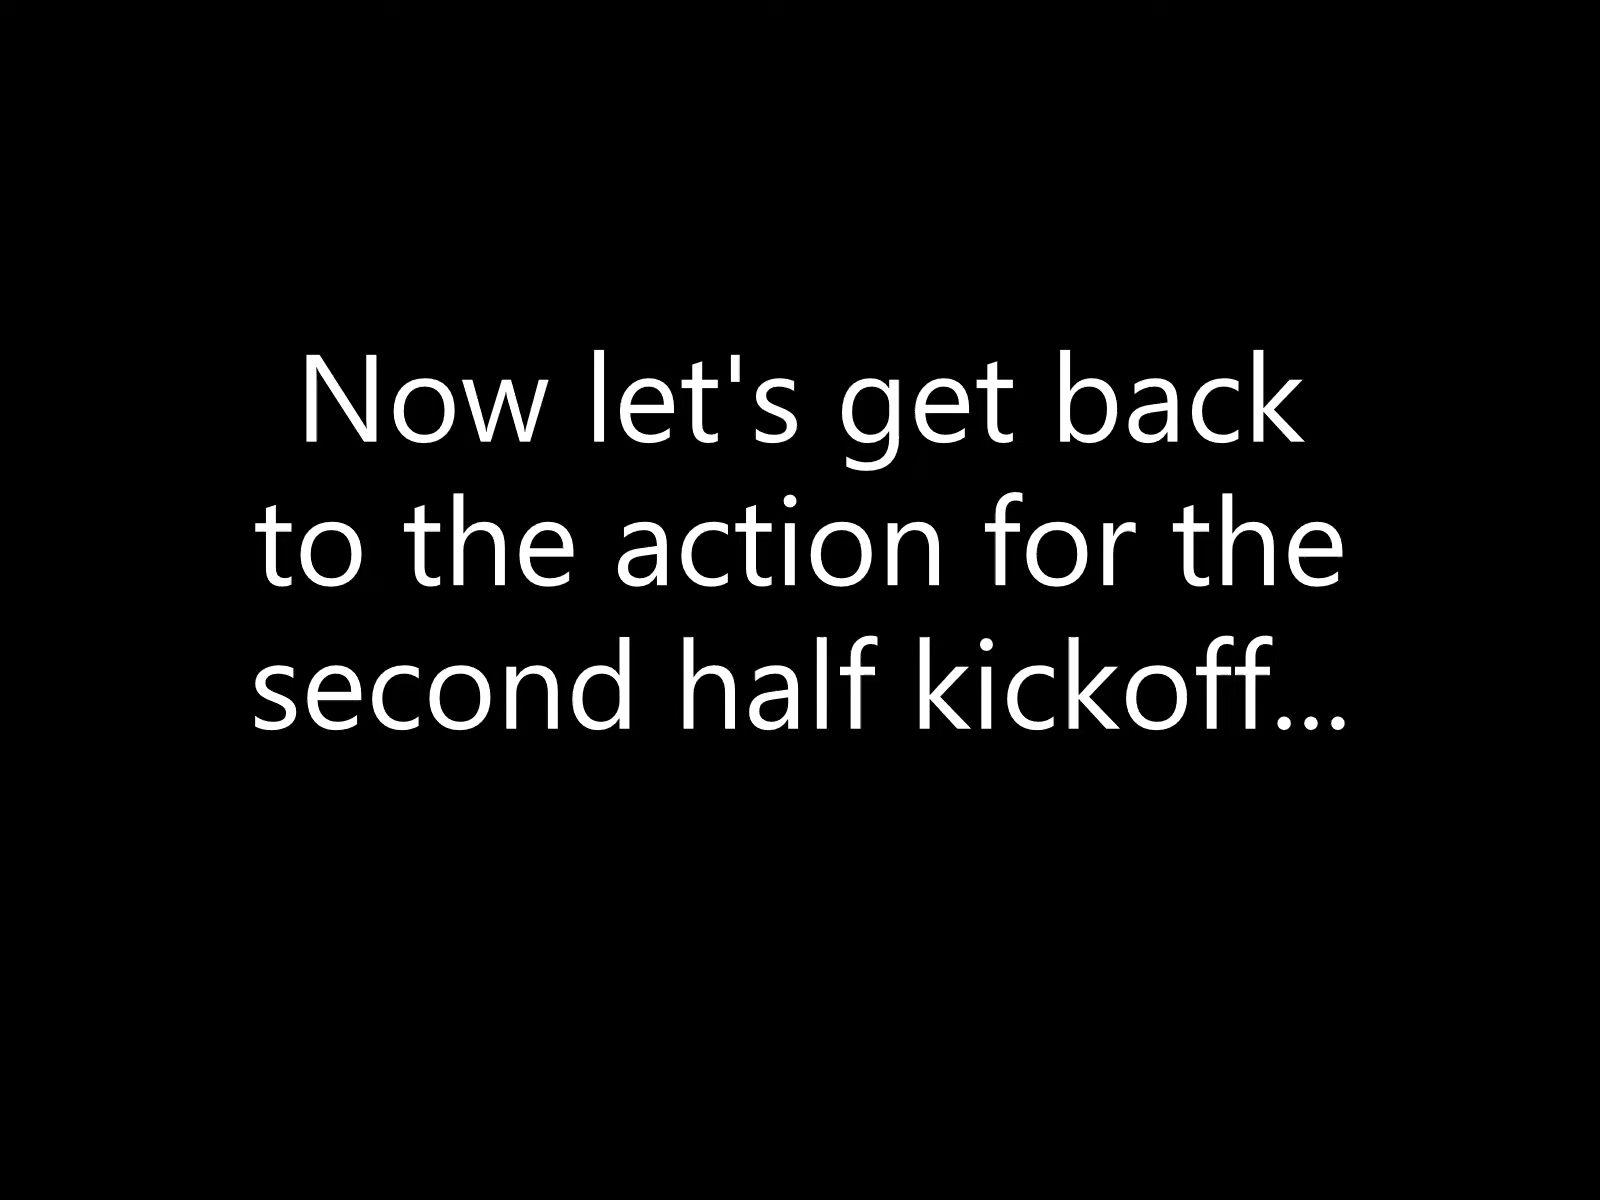 Now let's get back
to the action for the
second half kickoff...